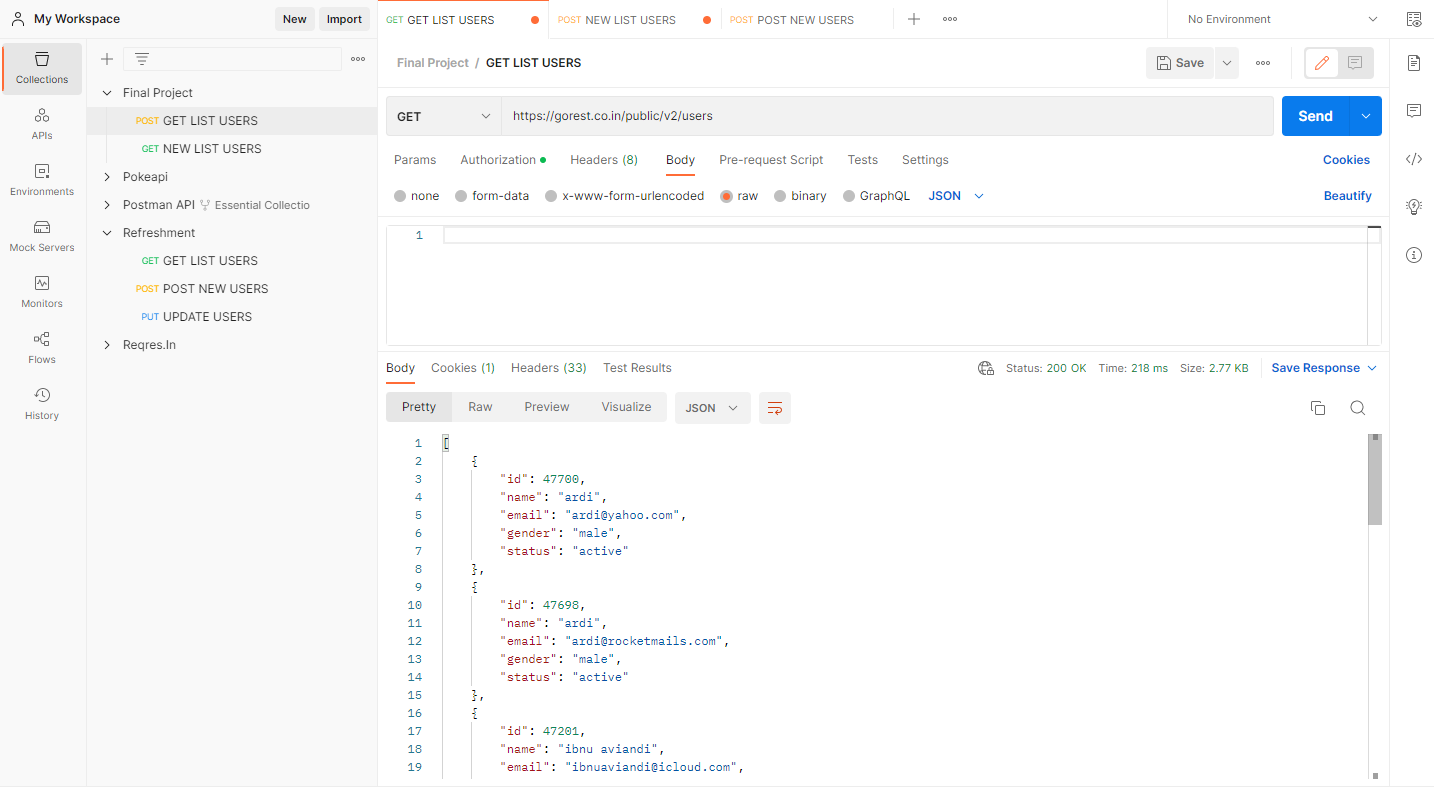 My Workspace New Import
GET GET LIST USERS POST NEW LIST USERS POST POST NEW USERS No Environment
Collections
APIs
Environments
Mock Servers
Monitors
Flows
History
Final Project
POST GET LIST USERS
GET NEW LIST USERS
Pokeapi
Postman API Essential Collectio
Refreshment
GET GET LIST USERS
POST POST NEW USERS
PUT UPDATE USERS
Reqres.In
Final Project / GET LIST USERS Save
GET https://gorest.co.in/public/v2/users Send
Params Authorization Headers (8) Body Pre-request Script Tests Settings Cookies
none form-data x-www-form-urlencoded raw binary GraphQL JSON Beautify
1
Body Cookies (1) Headers (33) Test Results Status: 200 OK Time: 218 ms Size: 2.77 KB Save Response
Pretty Raw Preview Visualize JSON
1 [
2 {
3 "id": 47700,
4 "name": "ardi",
5 "email": "ardi@yahoo.com",
6 "gender": "male",
7 "status": "active"
8 },
9 {
10 "id": 47698,
11 "name": "ardi",
12 "email": "ardi@rocketmails.com",
13 "gender": "male",
14 "status": "active"
15 },
16 {
17 "id": 47201,
18 "name": "ibnu aviandi",
19 "email": "ibnuaviandi@icloud.com",